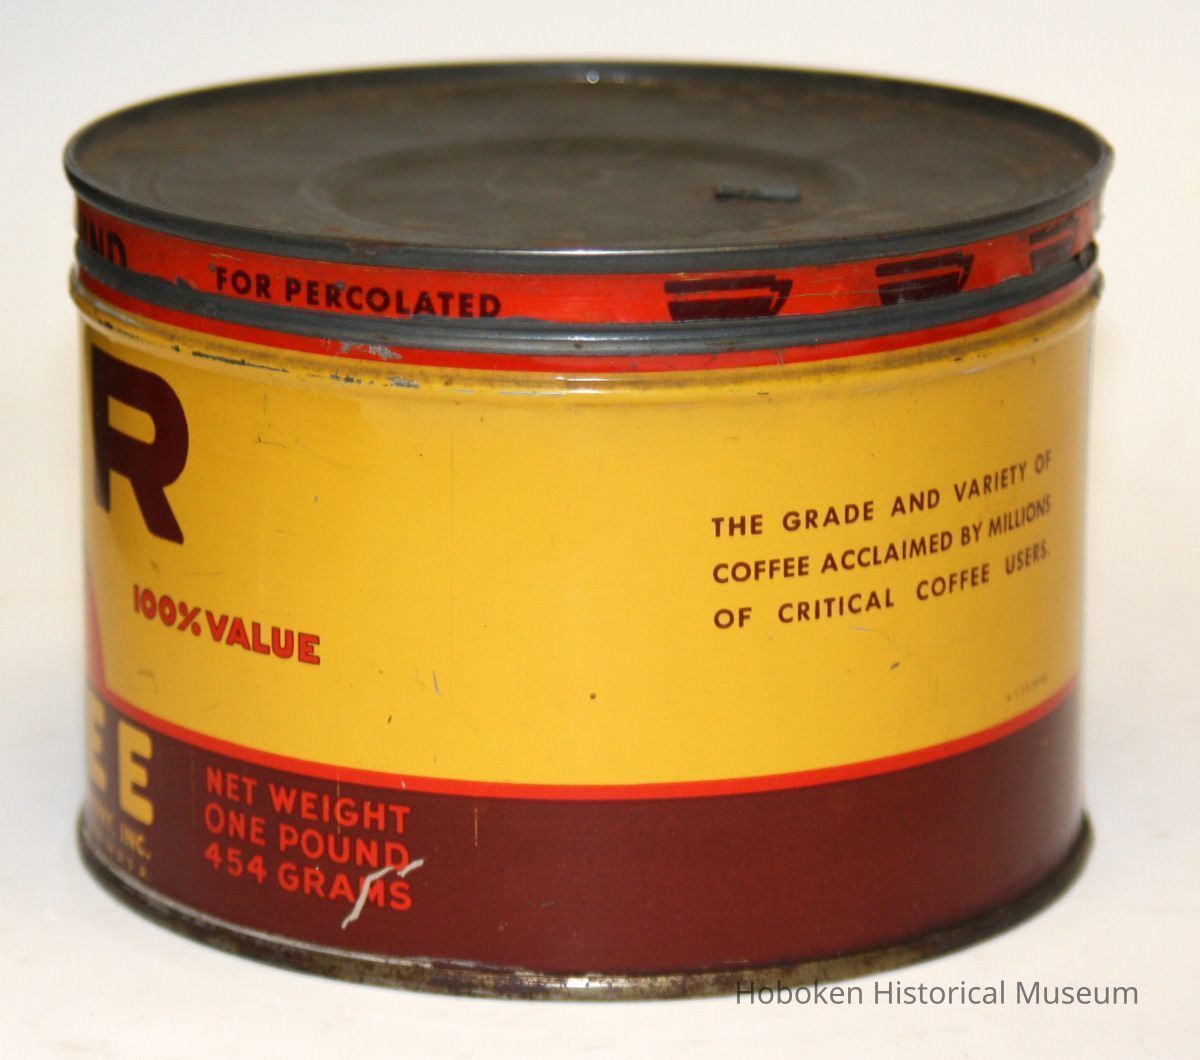 FOR PERCOLATED
R
100% VALUE
THE GRADE AND VARIETY OF
COFFEE ACCLAIMED BY MILLIONS
OF CRITICAL COFFEE USERS.
EE
INC.
NET WEIGHT
ONE POUND
454 GRAMS
Hoboken Historical Museum